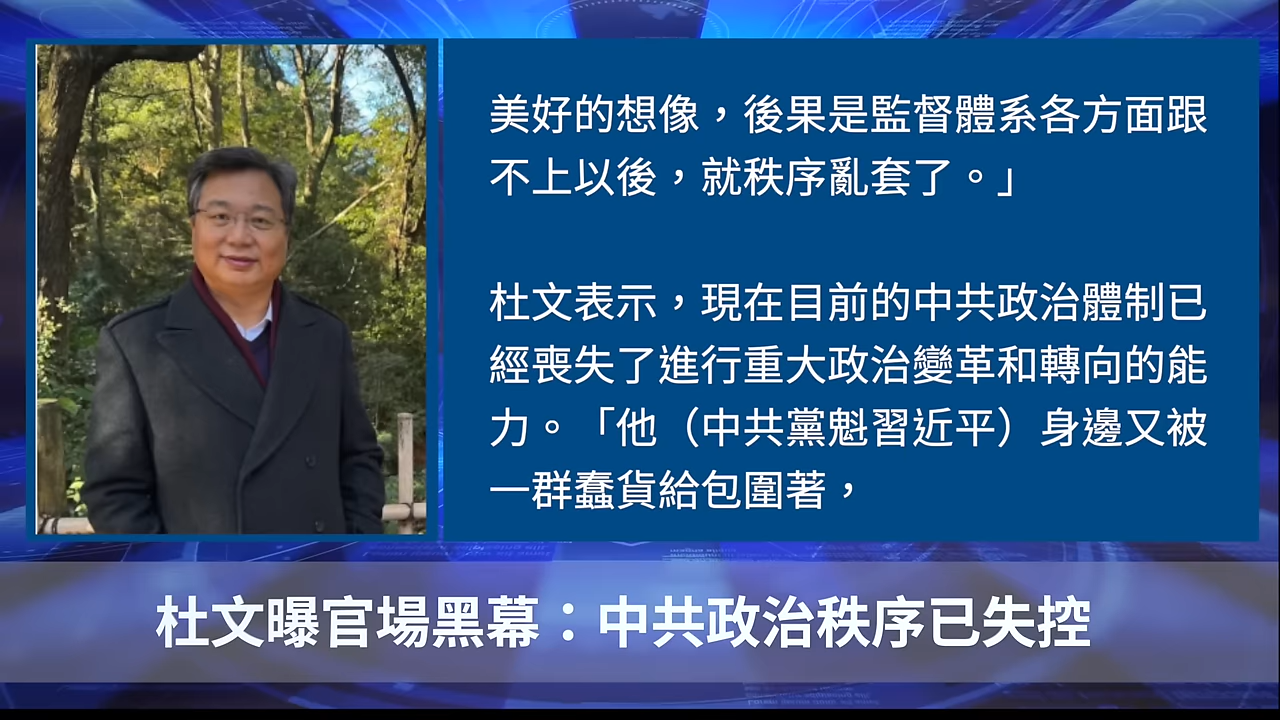 美好的想像，後果是監督體系各方面跟
不上以後，就秩序亂套了。」
杜文表示，現在目前的中共政治體制已
經喪失了進行重大政治變革和轉向的能
力。「他（中共黨魁習近平）身邊又被
一群蠢貨給包圍著，
杜文曝官場黑幕：中共政治秩序已失控